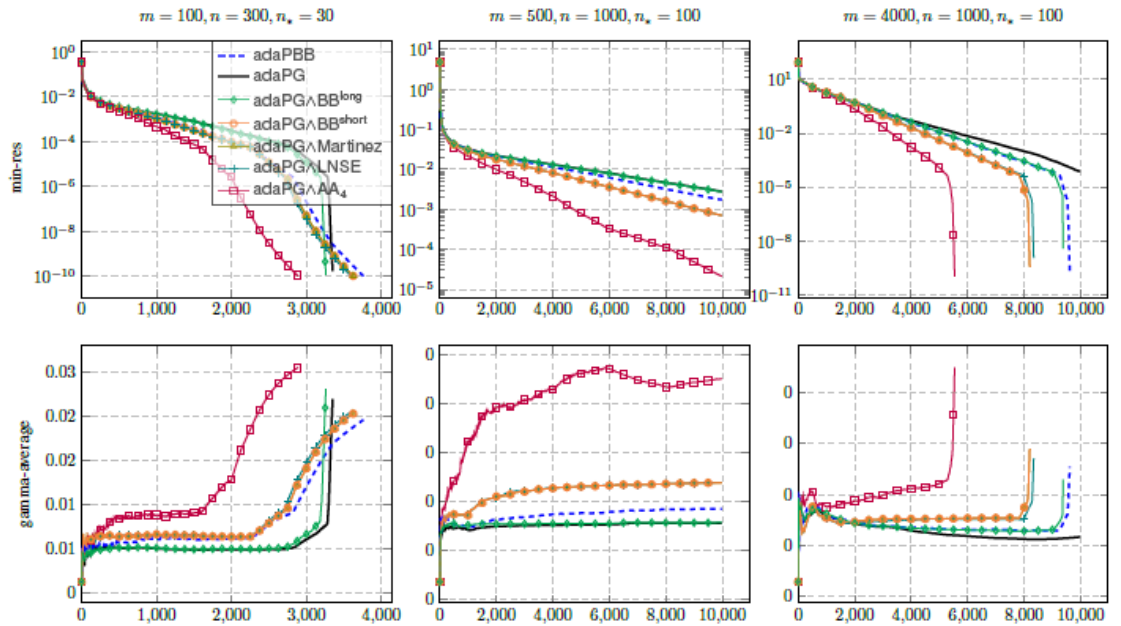 m = 100, n = 300, n⋆ = 30
m = 500, n = 1000, n⋆ = 100
m = 4000, n = 1000, n⋆ = 100
adaPBB
adaPG
adaPG∧BB^long
adaPG∧BB^short
adaPG∧Martinez
adaPG∧LNSE
adaPG∧AA₄
min-res
10⁰
10⁻²
10⁻⁴
10⁻⁶
10⁻⁸
10⁻¹⁰
0 1,000 2,000 3,000 4,000
10¹
10⁰
10⁻¹
10⁻²
10⁻³
10⁻⁴
10⁻⁵
0 2,000 4,000 6,000 8,000 10,000
10¹
10⁻²
10⁻⁵
10⁻⁸
10⁻¹¹
0 2,000 4,000 6,000 8,000 10,000
gamma-average
0.03
0.02
0.02
0.01
0.01
0
0 1,000 2,000 3,000 4,000
0
0
0
0
0
0
0 2,000 4,000 6,000 8,000 10,000
0
0
0
0
0
0 2,000 4,000 6,000 8,000 10,000